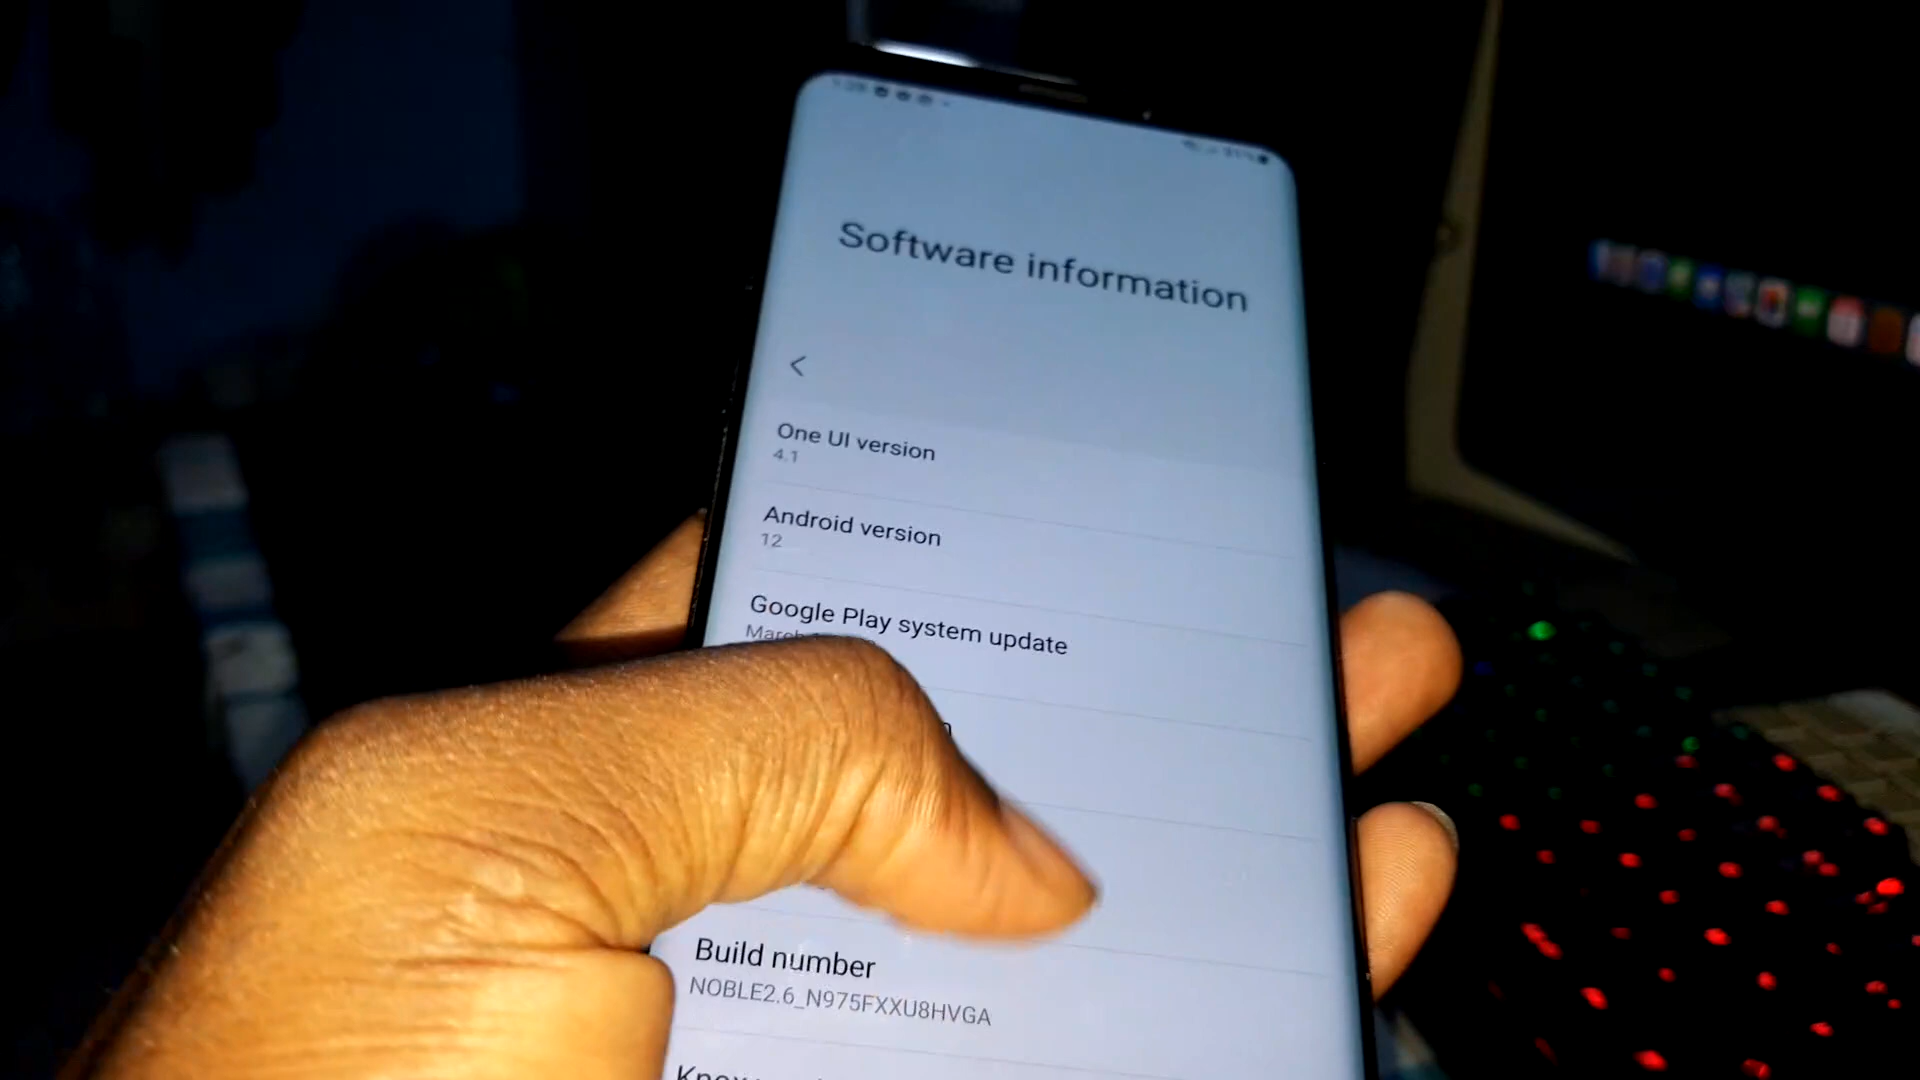 Software information
One UI version
4.1
Android version
12
Google Play system update
Build number
NOBLE2.6_N975FXXU8HVGA